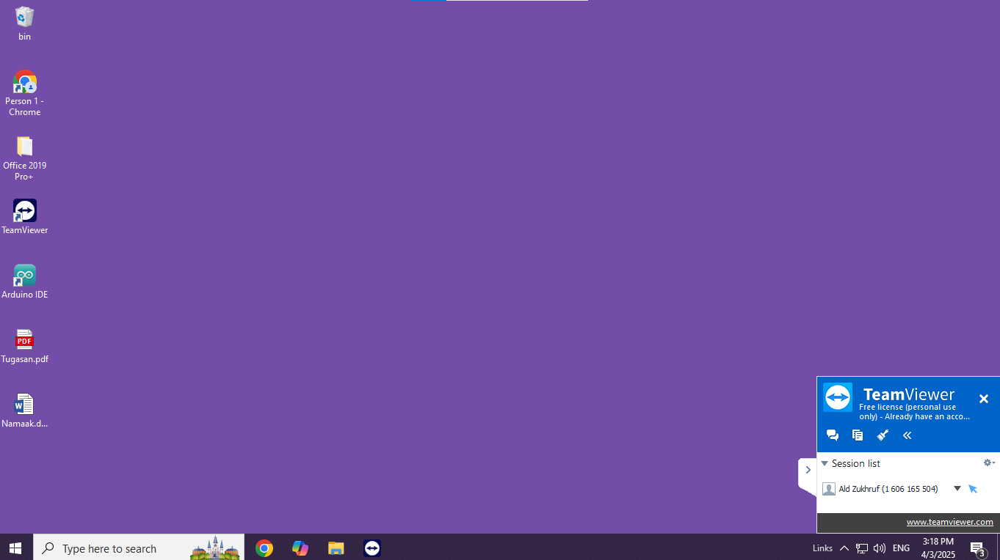 bin
Person 1 -
Chrome
Office 2019
Pro+
TeamViewer
Arduino IDE
PDF
Tugasan.pdf
W
Namaak.d...
TeamViewer
Free license (personal use
only) - Already have an acco...
Session list
Ald Zukhruf (1 606 165 504)
www.teamviewer.com
Type here to search
Links
ENG
3:18 PM
4/3/2025
3